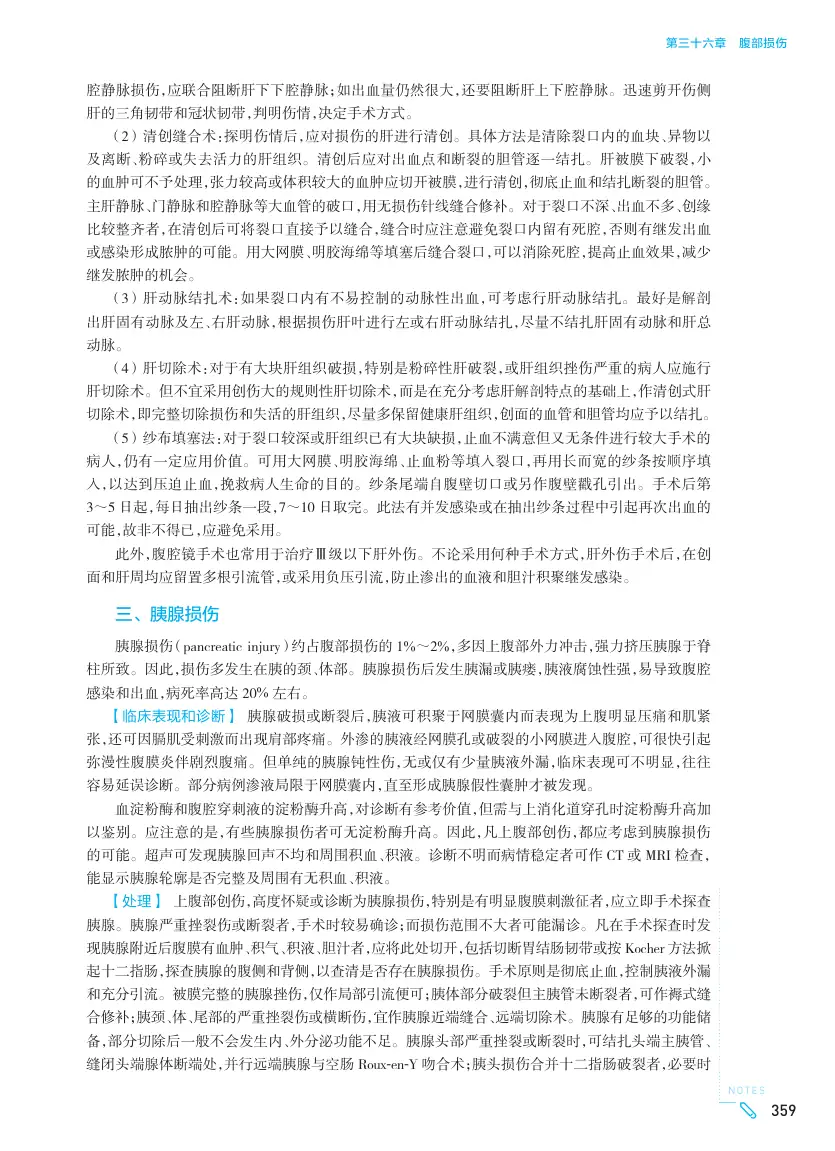 第三十六章 腹部损伤
腔静脉损伤,应联合阻断肝下下腔静脉;如出血量仍然很大,还要阻断肝上下腔静脉。迅速剪开伤侧
肝的三角韧带和冠状韧带,判明伤情,决定手术方式。
(2)清创缝合术:探明伤情后,应对损伤的肝进行清创。具体方法是清除裂口内的血块、异物以
及离断、粉碎或失去活力的肝组织。清创后应对出血点和断裂的胆管逐一结扎。肝被膜下破裂,小
的血肿可不予处理,张力较高或体积较大的血肿应切开被膜,进行清创,彻底止血和结扎断裂的胆管。
主肝静脉、门静脉和腔静脉等大血管的破口,用无损伤针线缝合修补。对于裂口不深、出血不多、创缘
比较整齐者,在清创后可将裂口直接予以缝合,缝合时应注意避免裂口内留有死腔,否则有继发出血
或感染形成脓肿的可能。用大网膜、明胶海绵等填塞后缝合裂口,可以消除死腔,提高止血效果,减少
继发脓肿的机会。
(3)肝动脉结扎术:如果裂口内有不易控制的动脉性出血,可考虑行肝动脉结扎。最好是解剖
出肝固有动脉及左、右肝动脉,根据损伤肝叶进行左或右肝动脉结扎,尽量不结扎肝固有动脉和肝总
动脉。
(4)肝切除术:对于有大块肝组织破损,特别是粉碎性肝破裂,或肝组织挫伤严重的病人应施行
肝切除术。但不宜采用创伤大的规则性肝切除术,而是在充分考虑肝解剖特点的基础上,作清创式肝
切除术,即完整切除损伤和失活的肝组织,尽量多保留健康肝组织,创面的血管和胆管均应予以结扎。
(5)纱布填塞法:对于裂口较深或肝组织已有大块缺损,止血不满意但又无条件进行较大手术的
病人,仍有一定应用价值。可用大网膜、明胶海绵、止血粉等填入裂口,再用长而宽的纱条按顺序填
入,以达到压迫止血,挽救病人生命的目的。纱条尾端自腹壁切口或另作腹壁戳孔引出。手术后第
3~5日起,每日抽出纱条一段,7~10日取完。此法有并发感染或在抽出纱条过程中引起再次出血的
可能,故非不得已,应避免采用。
此外,腹腔镜手术也常用于治疗Ⅲ级以下肝外伤。不论采用何种手术方式,肝外伤手术后,在创
面和肝周均应留置多根引流管,或采用负压引流,防止渗出的血液和胆汁积聚继发感染。
三、胰腺损伤
胰腺损伤(pancreatic injury)约占腹部损伤的1%~2%,多因上腹部外力冲击,强力挤压胰腺于脊
柱所致。因此,损伤多发生在胰的颈、体部。胰腺损伤后发生胰漏或胰瘘,胰液腐蚀性强,易导致腹腔
感染和出血,病死率高达20%左右。
【临床表现和诊断】 胰腺破损或断裂后,胰液可积聚于网膜囊内而表现为上腹明显压痛和肌紧
张,还可因膈肌受刺激而出现肩部疼痛。外渗的胰液经网膜孔或破裂的小网膜进入腹腔,可很快引起
弥漫性腹膜炎伴剧烈腹痛。但单纯的胰腺钝性伤,无或仅有少量胰液外漏,临床表现可不明显,往往
容易延误诊断。部分病例渗液局限于网膜囊内,直至形成胰腺假性囊肿才被发现。
血淀粉酶和腹腔穿刺液的淀粉酶升高,对诊断有参考价值,但需与上消化道穿孔时淀粉酶升高加
以鉴别。应注意的是,有些胰腺损伤者可无淀粉酶升高。因此,凡上腹部创伤,都应考虑到胰腺损伤
的可能。超声可发现胰腺回声不均和周围积血、积液。诊断不明而病情稳定者可作CT或MRI检查,
能显示胰腺轮廓是否完整及周围有无积血、积液。
【处理】 上腹部创伤,高度怀疑或诊断为胰腺损伤,特别是有明显腹膜刺激征者,应立即手术探查
胰腺。胰腺严重挫裂伤或断裂者,手术时较易确诊;而损伤范围不大者可能漏诊。凡在手术探查时发
现胰腺附近后腹膜有血肿、积气、积液、胆汁者,应将此处切开,包括切断胃结肠韧带或按Kocher方法掀
起十二指肠,探查胰腺的腹侧和背侧,以查清是否存在胰腺损伤。手术原则是彻底止血,控制胰液外漏
和充分引流。被膜完整的胰腺挫伤,仅作局部引流便可;胰体部分破裂但主胰管未断裂者,可作褥式缝
合修补;胰颈、体、尾部的严重挫裂伤或横断伤,宜作胰腺近端缝合、远端切除术。胰腺有足够的功能储
备,部分切除后一般不会发生内、外分泌功能不足。胰腺头部严重挫裂或断裂时,可结扎头端主胰管、
缝闭头端腺体断端处,并行远端胰腺与空肠Roux-en-Y吻合术;胰头损伤合并十二指肠破裂者,必要时
NOTES
359